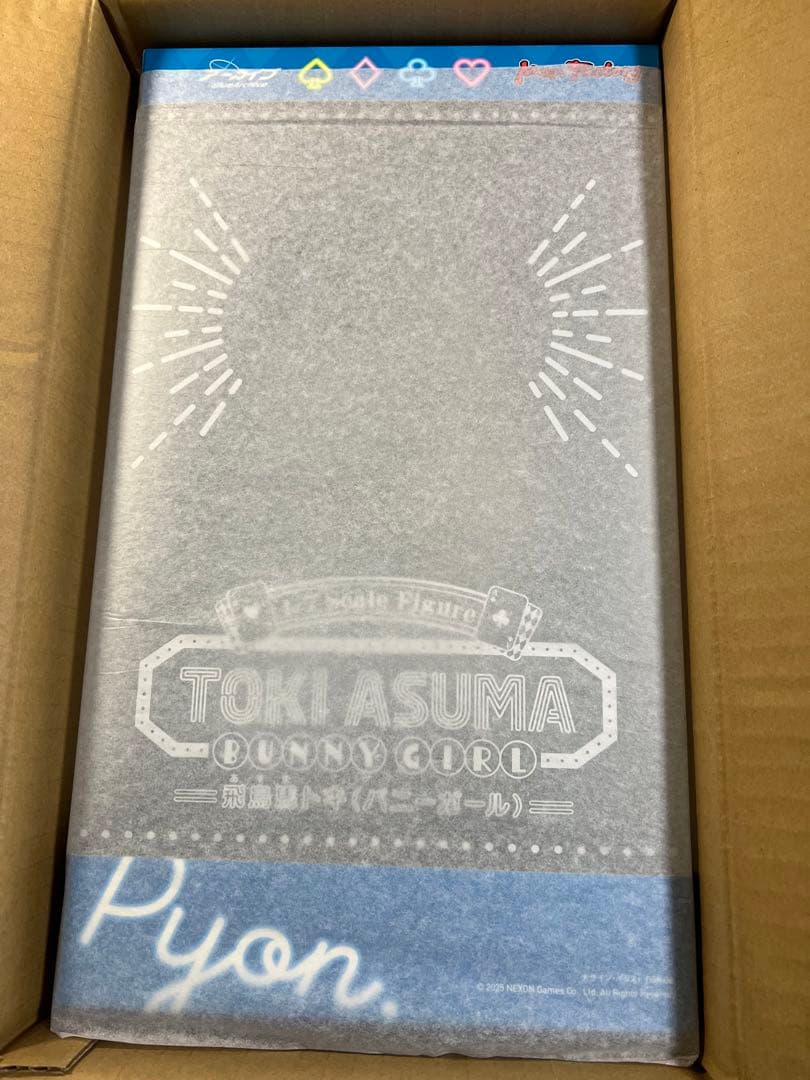 1/7 Scale Figure
TOKI ASUMA
BUNNY GIRL
飛鳥馬トキ(バニーガール)
Pyon.
© 2025 NEXON Games Co., Ltd. All Rights Reserved.